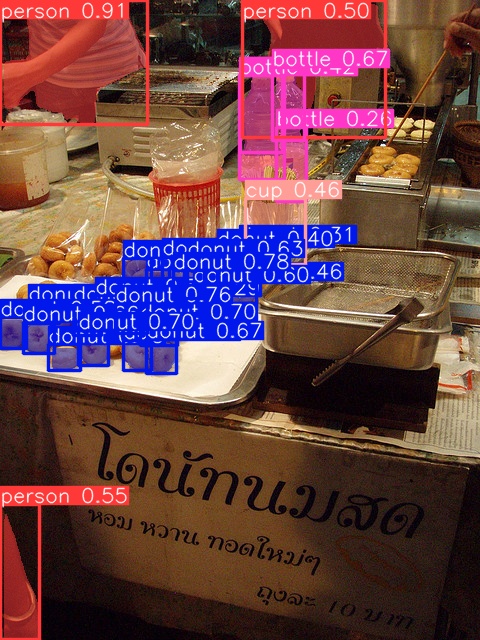 person 0.91
person 0.50
bottle 0.67
bottle 0.42
bottle 0.26
cup 0.46
donut 0.63
donut 0.78
donut 0.76
donut 0.70
donut 0.70
donut 0.67
person 0.55
โดนัทนมสด
หอม หวาน ทอดใหม่ๆ
ถุงละ 10 บาท